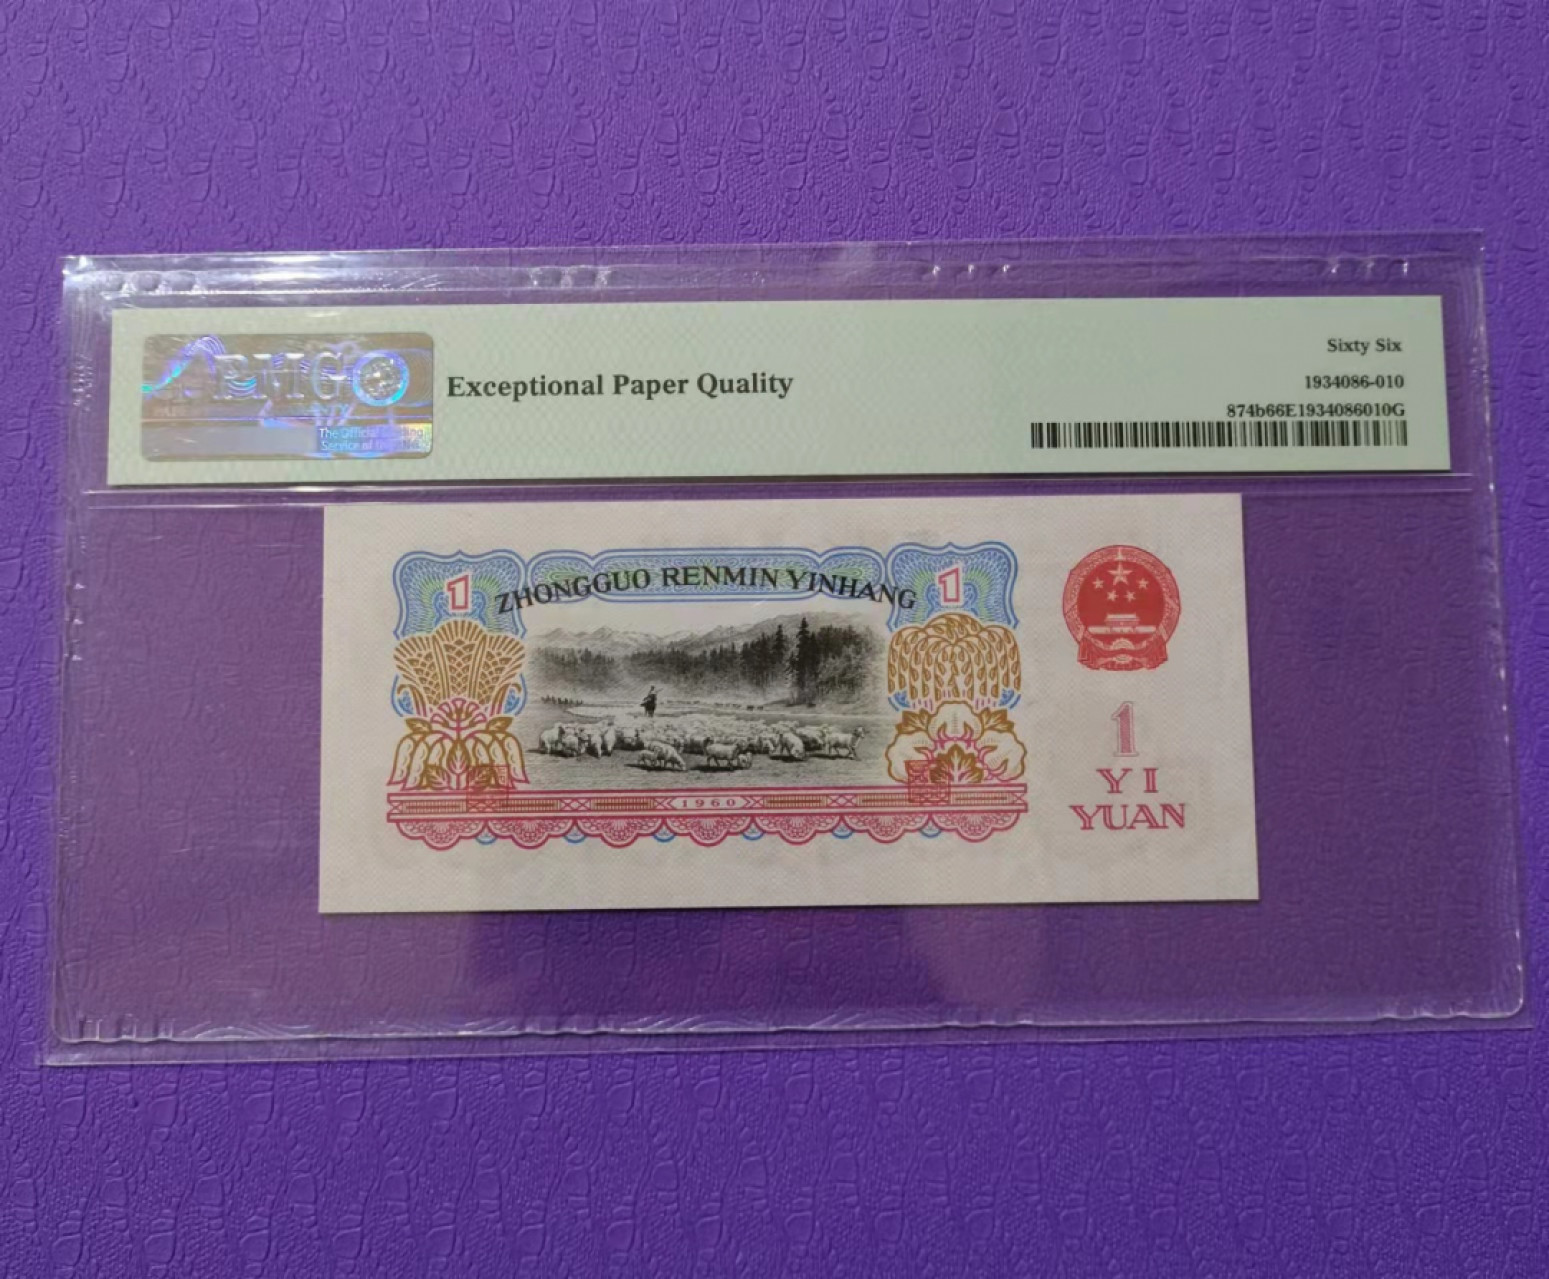 PMG
Exceptional Paper Quality
Sixty Six
1934086-010
874b66E1934086010G
1 ZHONGGUO RENMIN YINHANG 1
1960
1
YI
YUAN